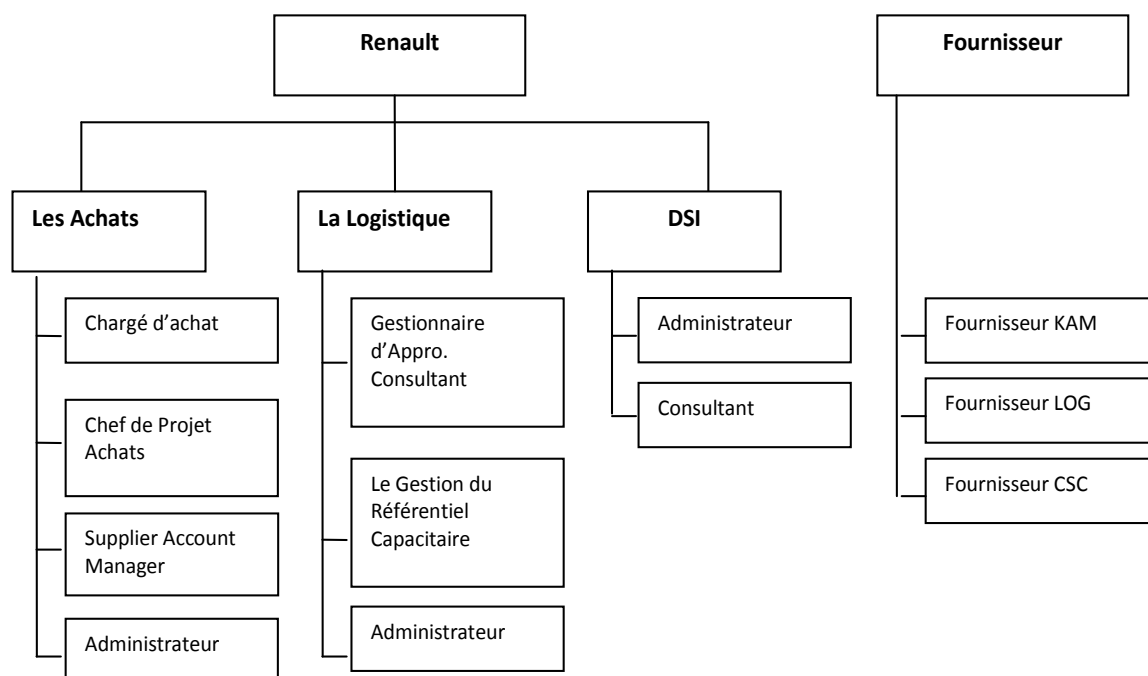 Renault
Fournisseur
Les Achats
La Logistique
DSI
Chargé d’achat
Chef de Projet
Achats
Supplier Account
Manager
Administrateur
Gestionnaire
d’Appro.
Consultant
Le Gestion du
Référentiel
Capacitaire
Administrateur
Administrateur
Consultant
Fournisseur KAM
Fournisseur LOG
Fournisseur CSC